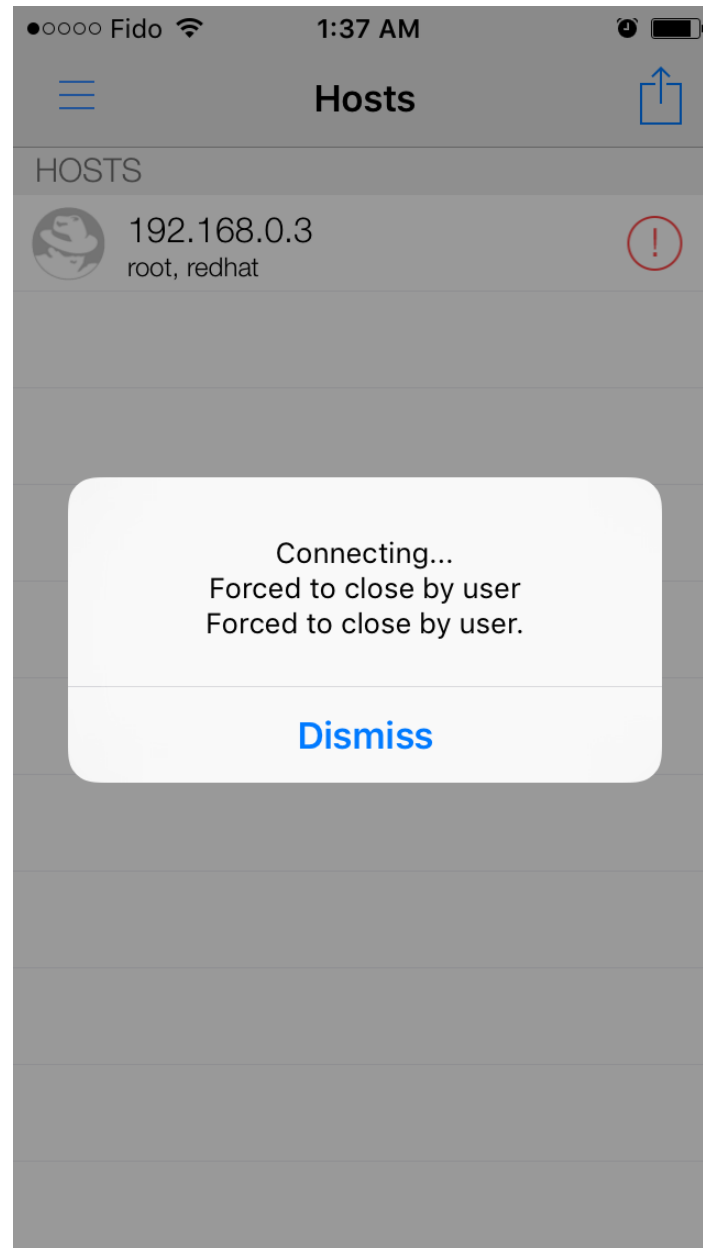 Fido
1:37 AM
Hosts
HOSTS
192.168.0.3
root, redhat
!
Connecting...
Forced to close by user
Forced to close by user.
Dismiss